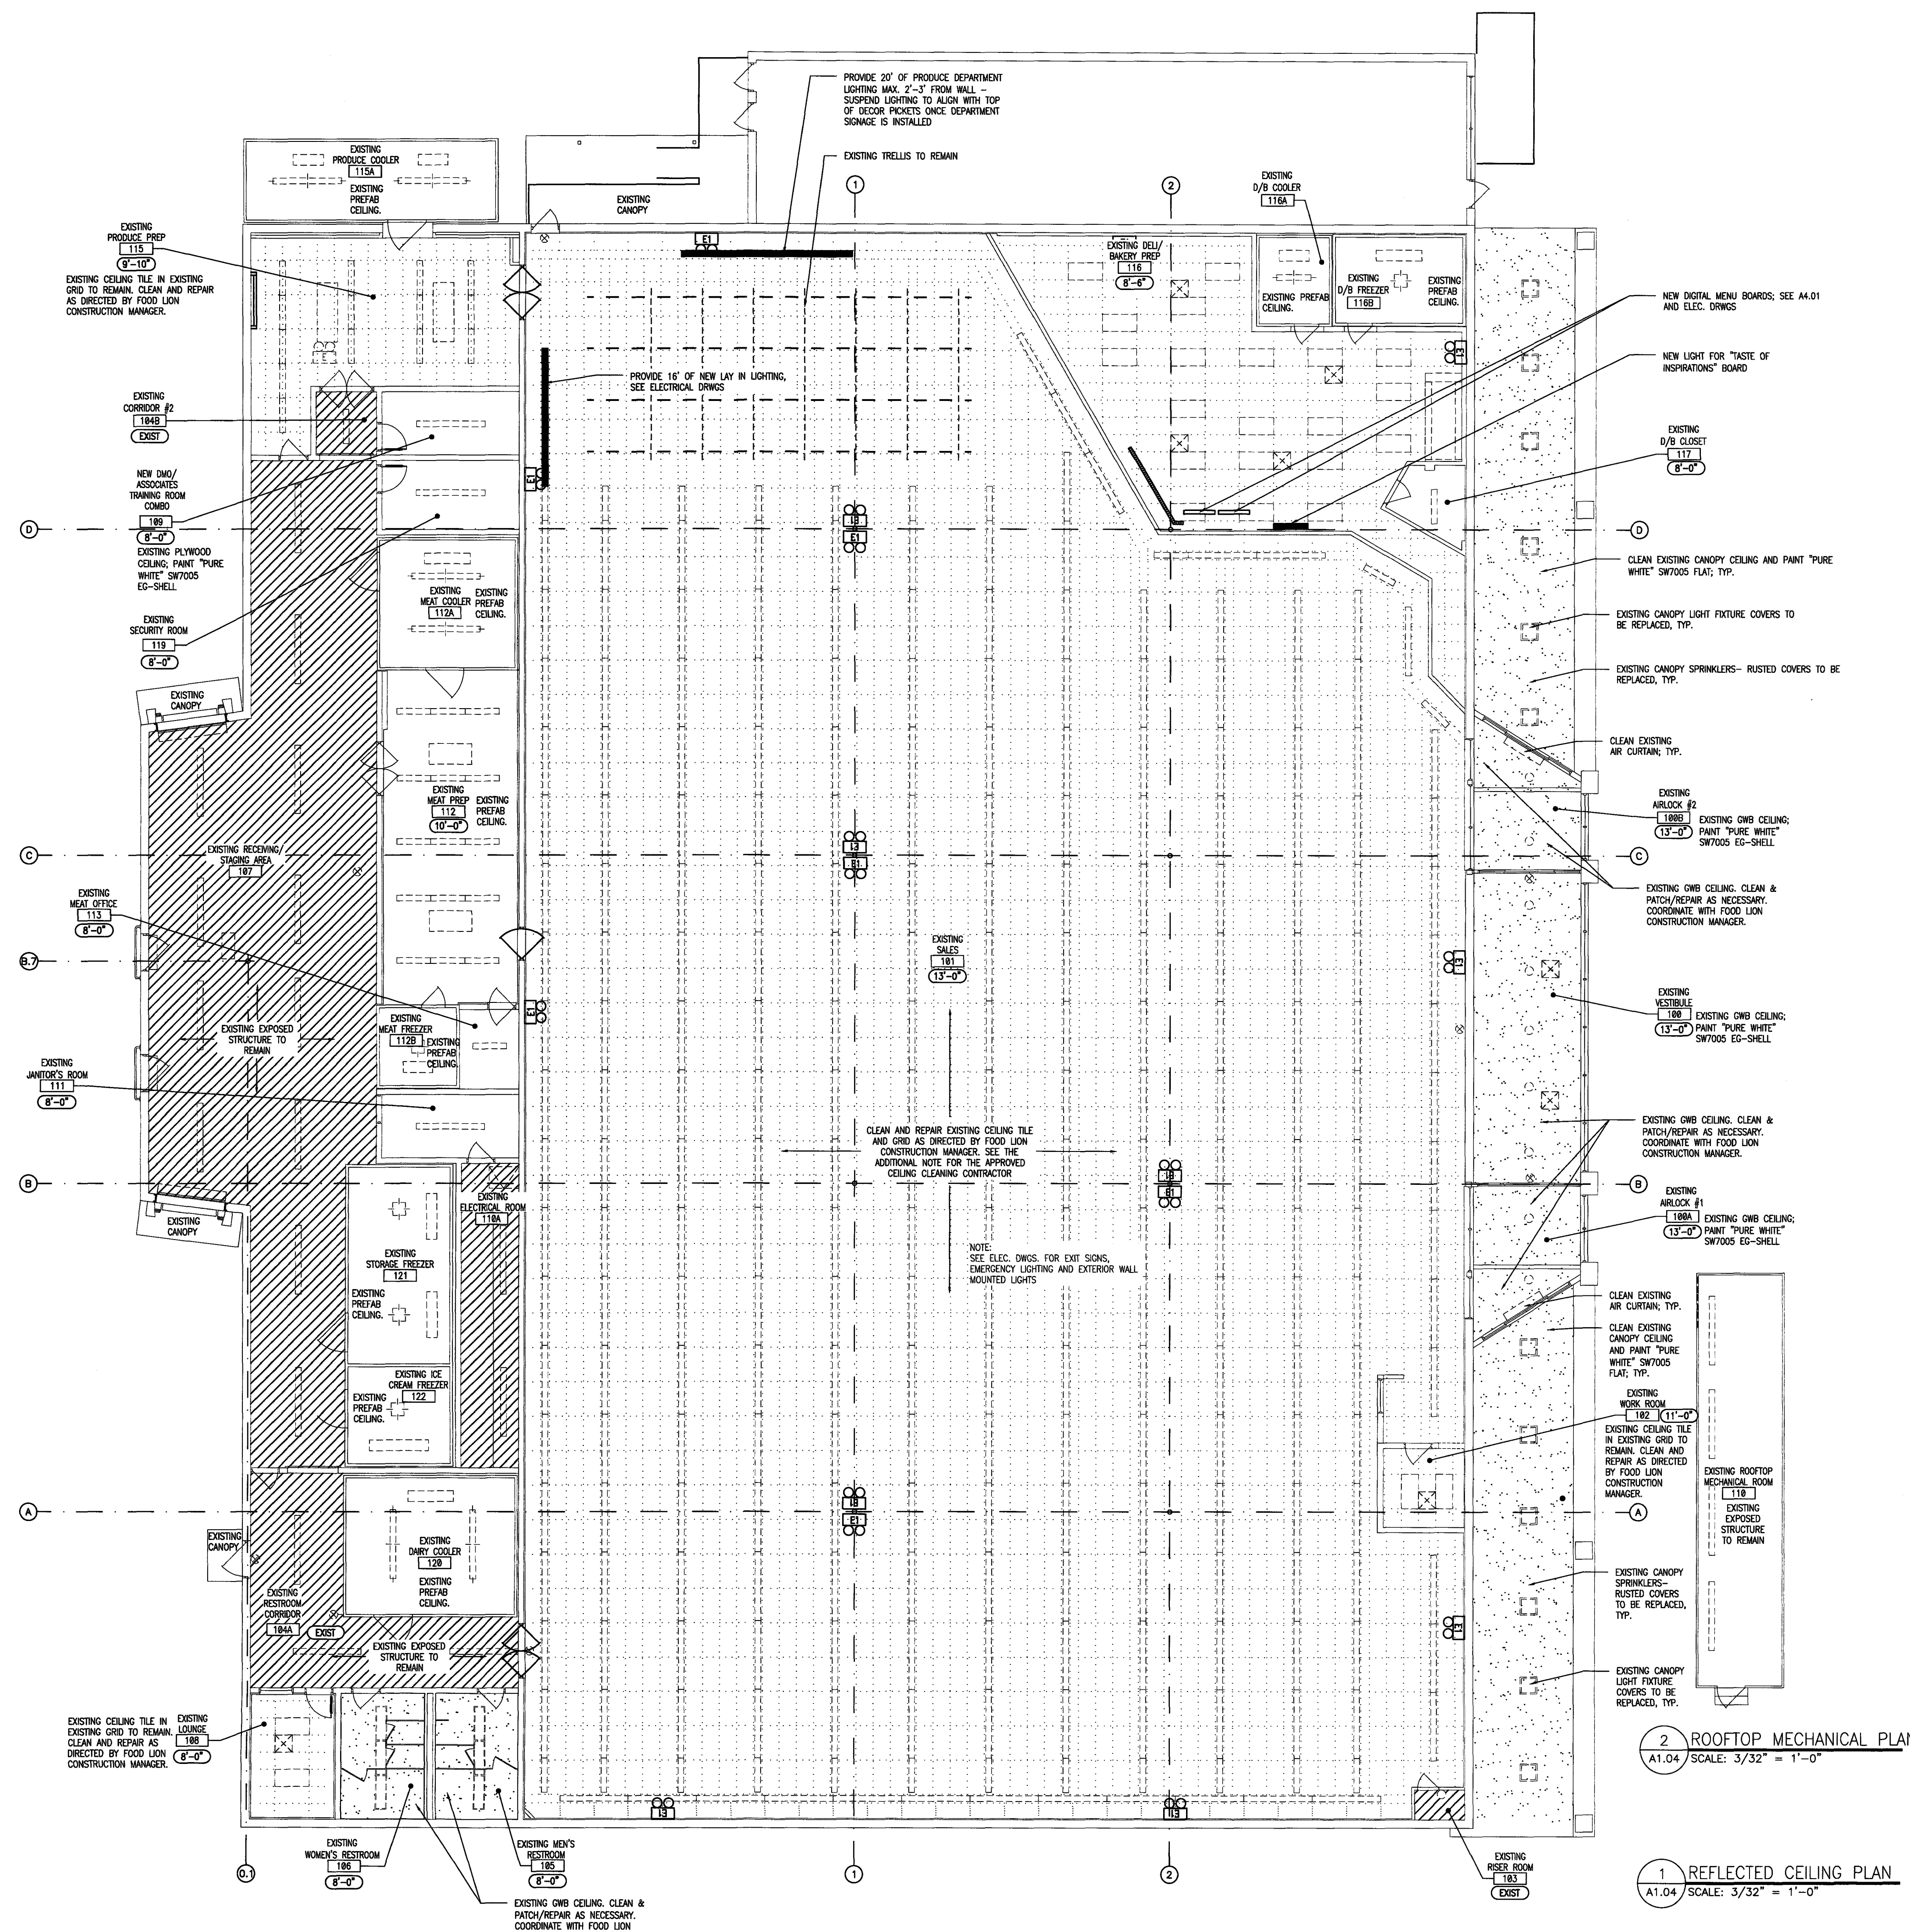 PROVIDE 20' OF PRODUCE DEPARTMENT
LIGHTING MAX. 2'-3' FROM WALL -
SUSPEND LIGHTING TO ALIGN WITH TOP
OF DECOR PICKETS ONCE DEPARTMENT
SIGNAGE IS INSTALLED
EXISTING TRELLIS TO REMAIN
EXISTING
PRODUCE COOLER
115A
EXISTING
PREFAB
CEILING.
EXISTING
CANOPY
1
2
EXISTING
D/B COOLER
116A
EXISTING
PRODUCE PREP
115
9'-10"
EXISTING CEILING TILE IN EXISTING
GRID TO REMAIN. CLEAN AND REPAIR
AS DIRECTED BY FOOD LION
CONSTRUCTION MANAGER.
E1
EXISTING DELI/
BAKERY PREP
116
8'-6"
EXISTING PREFAB
CEILING.
EXISTING
D/B FREEZER
116B
EXISTING
PREFAB
CEILING.
NEW DIGITAL MENU BOARDS; SEE A4.01
AND ELEC. DRWGS
E1
NEW LIGHT FOR "TASTE OF
INSPIRATIONS" BOARD
PROVIDE 16' OF NEW LAY IN LIGHTING,
SEE ELECTRICAL DRWGS
EXISTING
CORRIDOR #2
104B
EXIST
EXISTING
D/B CLOSET
117
8'-0"
NEW DMO/
ASSOCIATES
TRAINING ROOM
COMBO
109
8'-0"
EXISTING PLYWOOD
CEILING; PAINT "PURE
WHITE" SW7005
EG-SHELL
E1
E1
E1
D
D
CLEAN EXISTING CANOPY CEILING AND PAINT "PURE
WHITE" SW7005 FLAT; TYP.
EXISTING
MEAT COOLER
112A
EXISTING
PREFAB
CEILING.
EXISTING
SECURITY ROOM
119
8'-0"
EXISTING CANOPY LIGHT FIXTURE COVERS TO
BE REPLACED, TYP.
EXISTING CANOPY SPRINKLERS- RUSTED COVERS TO BE
REPLACED, TYP.
EXISTING
CANOPY
CLEAN EXISTING
AIR CURTAIN; TYP.
EXISTING
MEAT PREP
112
10'-0"
EXISTING
PREFAB
CEILING.
EXISTING
AIRLOCK #2
100B
13'-0"
EXISTING GWB CEILING;
PAINT "PURE WHITE"
SW7005 EG-SHELL
EXISTING RECEIVING/
STAGING AREA
107
E1
E1
C
C
EXISTING
MEAT OFFICE
113
8'-0"
EXISTING GWB CEILING. CLEAN &
PATCH/REPAIR AS NECESSARY.
COORDINATE WITH FOOD LION
CONSTRUCTION MANAGER.
B.7
EXISTING
SALES
101
13'-0"
E1
EXISTING
VESTIBULE
100
13'-0"
EXISTING GWB CEILING;
PAINT "PURE WHITE"
SW7005 EG-SHELL
EXISTING EXPOSED
STRUCTURE TO
REMAIN
EXISTING
MEAT FREEZER
112B
EXISTING
PREFAB
CEILING.
E1
EXISTING
JANITOR'S ROOM
111
8'-0"
CLEAN AND REPAIR EXISTING CEILING TILE
AND GRID AS DIRECTED BY FOOD LION
CONSTRUCTION MANAGER. SEE THE
ADDITIONAL NOTE FOR THE APPROVED
CEILING CLEANING CONTRACTOR
EXISTING GWB CEILING. CLEAN &
PATCH/REPAIR AS NECESSARY.
COORDINATE WITH FOOD LION
CONSTRUCTION MANAGER.
B
E1
E1
B
EXISTING
ELECTRICAL ROOM
110A
EXISTING
CANOPY
EXISTING
AIRLOCK #1
100A
13'-0"
EXISTING GWB CEILING;
PAINT "PURE WHITE"
SW7005 EG-SHELL
EXISTING
STORAGE FREEZER
121
EXISTING
PREFAB
CEILING.
NOTE:
SEE ELEC. DWGS. FOR EXIT SIGNS,
EMERGENCY LIGHTING AND EXTERIOR WALL
MOUNTED LIGHTS
CLEAN EXISTING
AIR CURTAIN; TYP.
CLEAN EXISTING
CANOPY CEILING
AND PAINT "PURE
WHITE" SW7005
FLAT; TYP.
EXISTING ICE
CREAM FREEZER
122
EXISTING
PREFAB
CEILING.
EXISTING
WORK ROOM
102
11'-0"
EXISTING CEILING TILE
IN EXISTING GRID TO
REMAIN. CLEAN AND
REPAIR AS DIRECTED
BY FOOD LION
CONSTRUCTION
MANAGER.
EXISTING ROOFTOP
MECHANICAL ROOM
110
EXISTING
EXPOSED
STRUCTURE
TO REMAIN
A
E1
E1
A
EXISTING
CANOPY
EXISTING
DAIRY COOLER
120
EXISTING
PREFAB
CEILING.
EXISTING
RESTROOM
CORRIDOR
104A
EXIST
EXISTING EXPOSED
STRUCTURE TO
REMAIN
EXISTING CANOPY
SPRINKLERS-
RUSTED COVERS
TO BE REPLACED,
TYP.
E1
EXISTING CANOPY
LIGHT FIXTURE
COVERS TO BE
REPLACED, TYP.
EXISTING CEILING TILE IN
EXISTING GRID TO REMAIN.
CLEAN AND REPAIR AS
DIRECTED BY FOOD LION
CONSTRUCTION MANAGER.
EXISTING
LOUNGE
108
8'-0"
2
A1.04
ROOFTOP MECHANICAL PLAN
SCALE: 3/32" = 1'-0"
E1
E1
0.1
EXISTING
WOMEN'S RESTROOM
106
8'-0"
EXISTING MEN'S
RESTROOM
105
8'-0"
1
2
EXISTING
RISER ROOM
103
EXIST
1
A1.04
REFLECTED CEILING PLAN
SCALE: 3/32" = 1'-0"
EXISTING GWB CEILING. CLEAN &
PATCH/REPAIR AS NECESSARY.
COORDINATE WITH FOOD LION